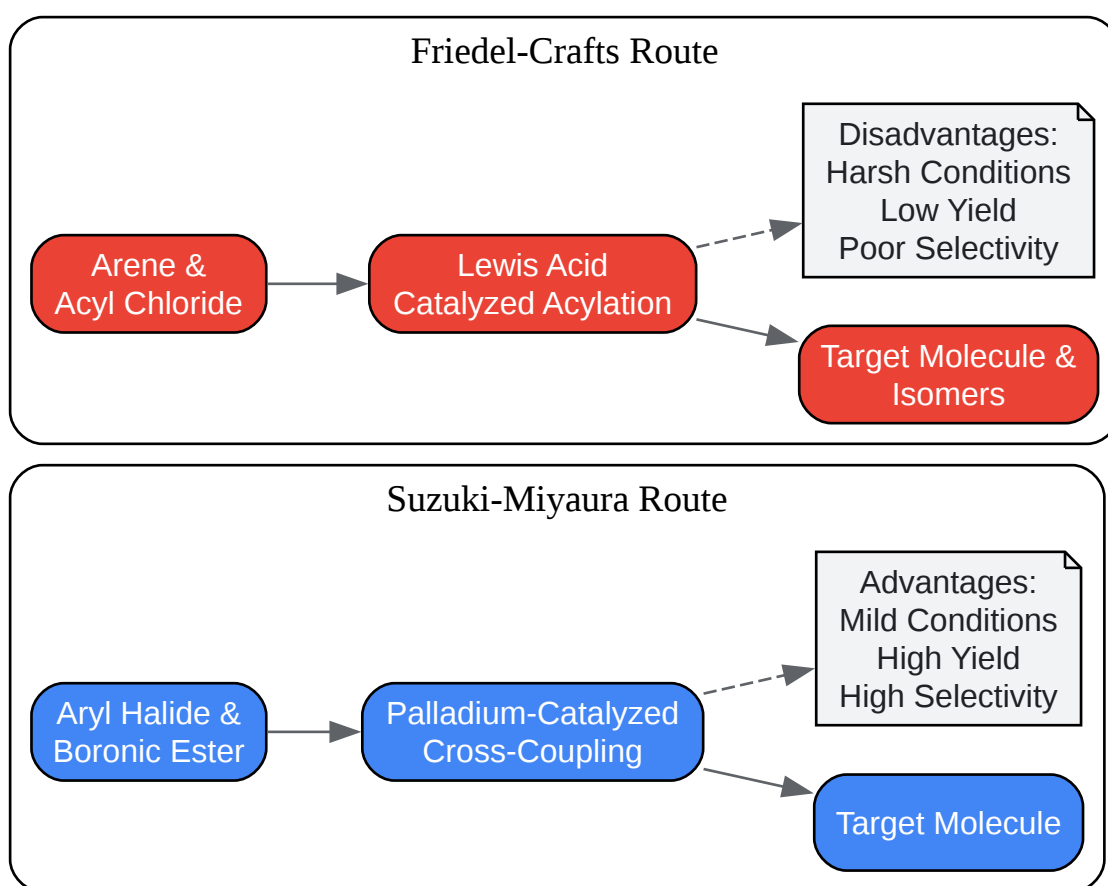 Friedel-Crafts Route
Disadvantages:
Harsh Conditions
Low Yield
Poor Selectivity
Arene &
Acyl Chloride
Lewis Acid
Catalyzed Acylation
Target Molecule &
Isomers
Suzuki-Miyaura Route
Advantages:
Mild Conditions
High Yield
High Selectivity
Aryl Halide &
Boronic Ester
Palladium-Catalyzed
Cross-Coupling
Target Molecule